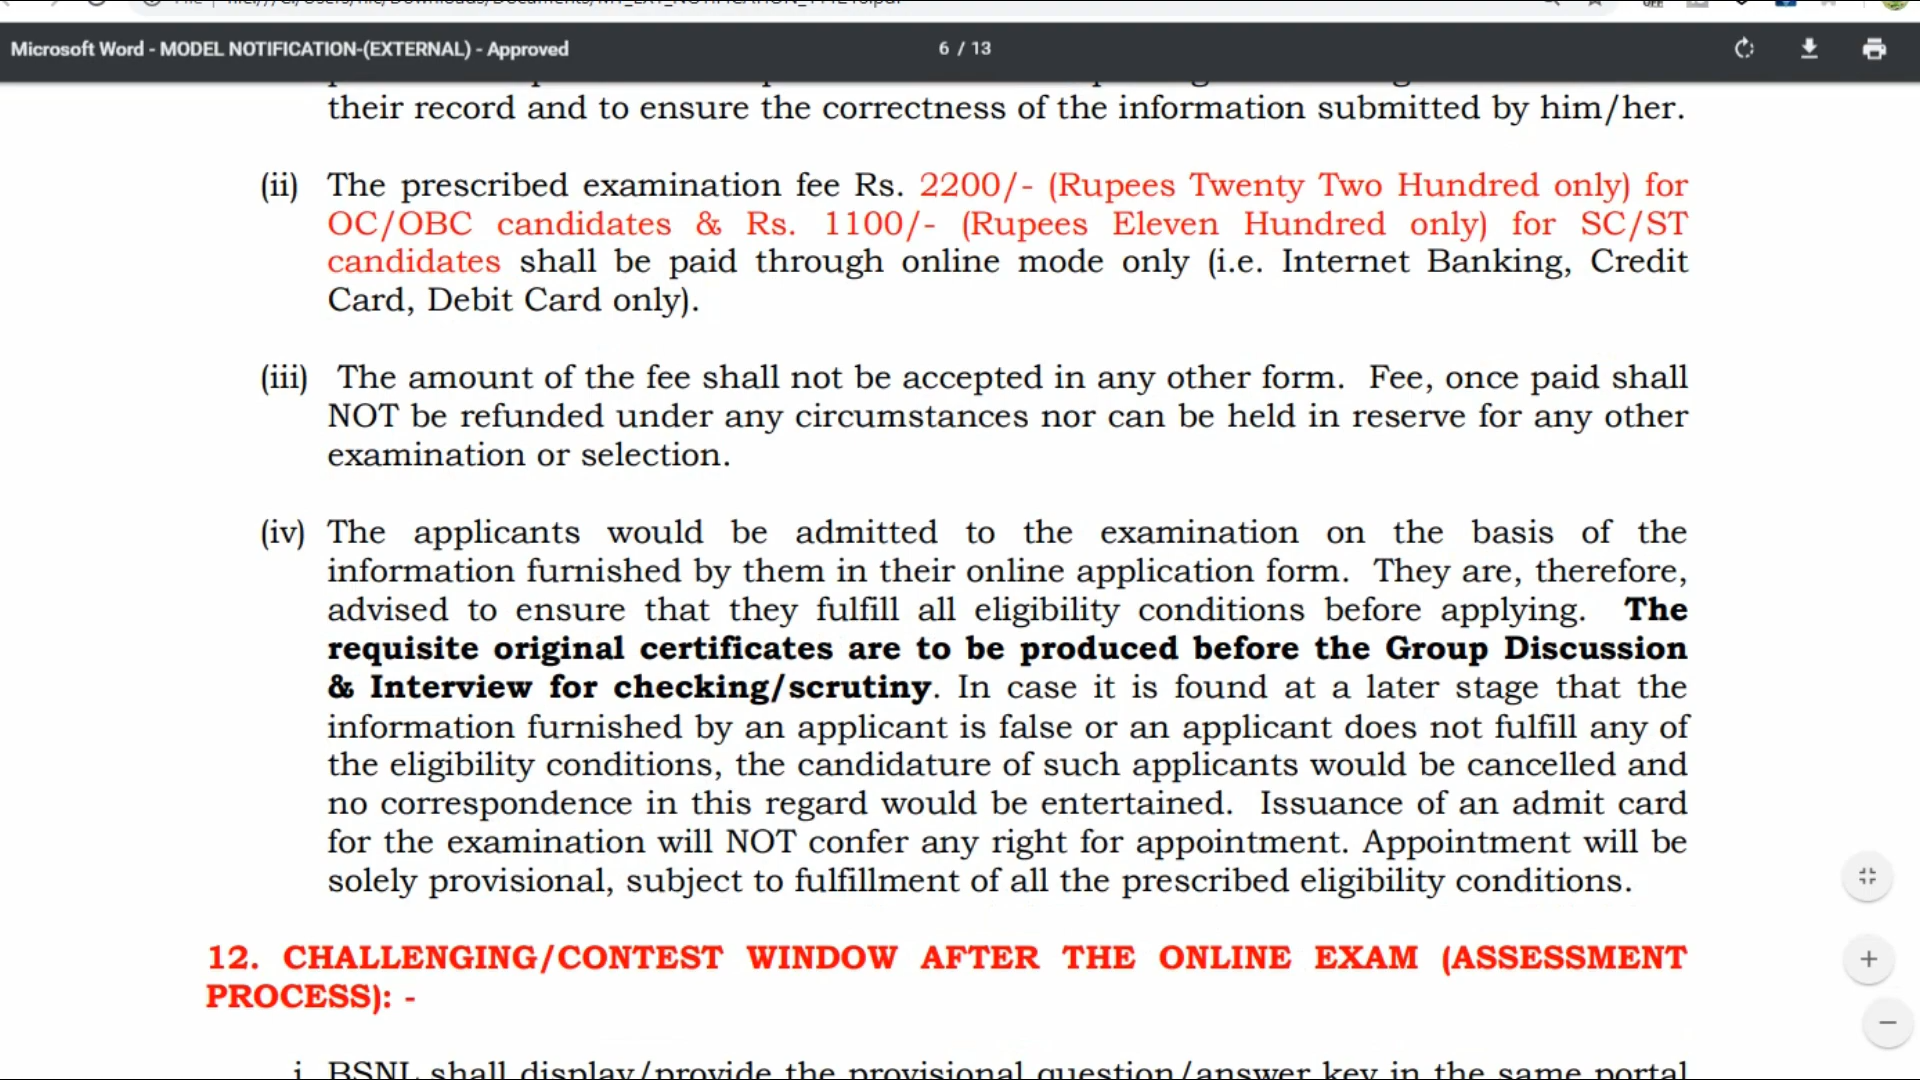 Microsoft Word - MODEL NOTIFICATION-(EXTERNAL) - Approved
6 / 13
their record and to ensure the correctness of the information submitted by him/her.
(ii) The prescribed examination fee Rs. 2200/- (Rupees Twenty Two Hundred only) for
OC/OBC candidates & Rs. 1100/- (Rupees Eleven Hundred only) for SC/ST
candidates shall be paid through online mode only (i.e. Internet Banking, Credit
Card, Debit Card only).
(iii) The amount of the fee shall not be accepted in any other form. Fee, once paid shall
NOT be refunded under any circumstances nor can be held in reserve for any other
examination or selection.
(iv) The applicants would be admitted to the examination on the basis of the
information furnished by them in their online application form. They are, therefore,
advised to ensure that they fulfill all eligibility conditions before applying. The
requisite original certificates are to be produced before the Group Discussion
& Interview for checking/scrutiny. In case it is found at a later stage that the
information furnished by an applicant is false or an applicant does not fulfill any of
the eligibility conditions, the candidature of such applicants would be cancelled and
no correspondence in this regard would be entertained. Issuance of an admit card
for the examination will NOT confer any right for appointment. Appointment will be
solely provisional, subject to fulfillment of all the prescribed eligibility conditions.
12. CHALLENGING/CONTEST WINDOW AFTER THE ONLINE EXAM (ASSESSMENT
PROCESS): -
i. BSNL shall display/provide the provisional question/answer key in the same portal